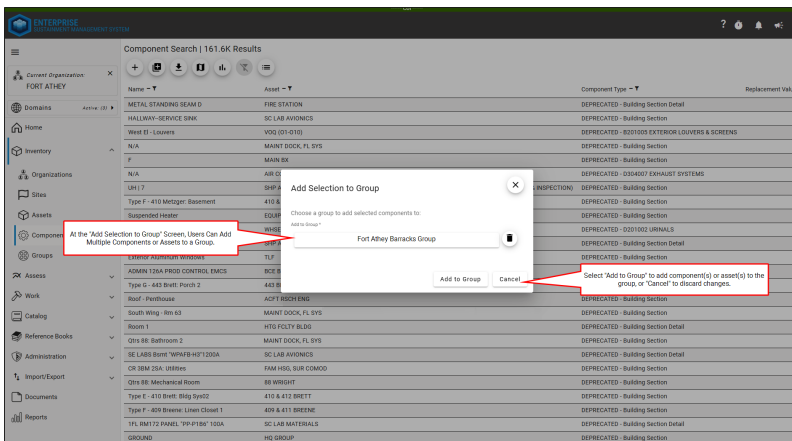 ENTERPRISE
SUSTAINMENT MANAGEMENT SYSTEM
?
Current Organization:
FORT ATHEY
×
Domains
Active (3)
Home
Inventory
Organizations
Sites
Assets
Groups
Assess
Work
Catalog
Reference Books
Administration
Import/Export
Documents
Reports
Component Search | 161.6K Results
Name
Asset
Component Type
METAL STANDING SEAM D FIRE STATION DEPRECATED - Building Section Detail
HALLWAY--SERVICE SINK SC LAB AVIONICS DEPRECATED - Building Section
West El - Louvers VOQ (01-010) DEPRECATED - B201005 EXTERIOR LOUVERS & SCREENS
N/A MAINT DOCK, FL SYS DEPRECATED - Building Section
F MAIN BX DEPRECATED - Building Section
N/A DEPRECATED - D304007 EXHAUST SYSTEMS
UH | 7 INSPECTION) DEPRECATED - Building Section
Type F - 410 Metzger: Basement DEPRECATED - Building Section
Suspended Heater DEPRECATED - Building Section
DEPRECATED - D201002 URINALS
DEPRECATED - Building Section Detail
Exterior Aluminum Windows TLF DEPRECATED - Building Section
ADMIN 126A PROD CONTROL EMCS
Type G - 443 Brett: Porch 2
Roof - Penthouse ACFT RSCH ENG DEPRECATED - Building Section
South Wing - Rm 63 MAINT DOCK, FL SYS DEPRECATED - Building Section
Room 1 HTG FCLTY BLDG DEPRECATED - Building Section Detail
Qtrs 88: Bathroom 2 MAINT DOCK, FL SYS DEPRECATED - Building Section
SE LABS Bsmt "WPAFB-H3"1200A SC LAB AVIONICS DEPRECATED - Building Section Detail
CR 3BM 2SA: Utilities FAM HSG, SUR COMOD DEPRECATED - Building Section
Qtrs 88: Mechanical Room 88 WRIGHT DEPRECATED - Building Section
Type E - 410 Brett: Bldg Sys02 410 & 412 BRETT DEPRECATED - Building Section
Type F - 409 Breene: Linen Closet 1 409 & 411 BREENE DEPRECATED - Building Section
1FL RM172 PANEL "PP-P1B6" 100A SC LAB MATERIALS DEPRECATED - Building Section Detail
GROUND HQ GROUP DEPRECATED - Building Section
Add Selection to Group
Choose a group to add selected components to:
Add to Group *
Fort Athey Barracks Group
Add to Group
Cancel
At the "Add Selection to Group" Screen, Users Can Add
Multiple Components or Assets to a Group.
Select "Add to Group" to add component(s) or asset(s) to the
group, or "Cancel" to discard changes.